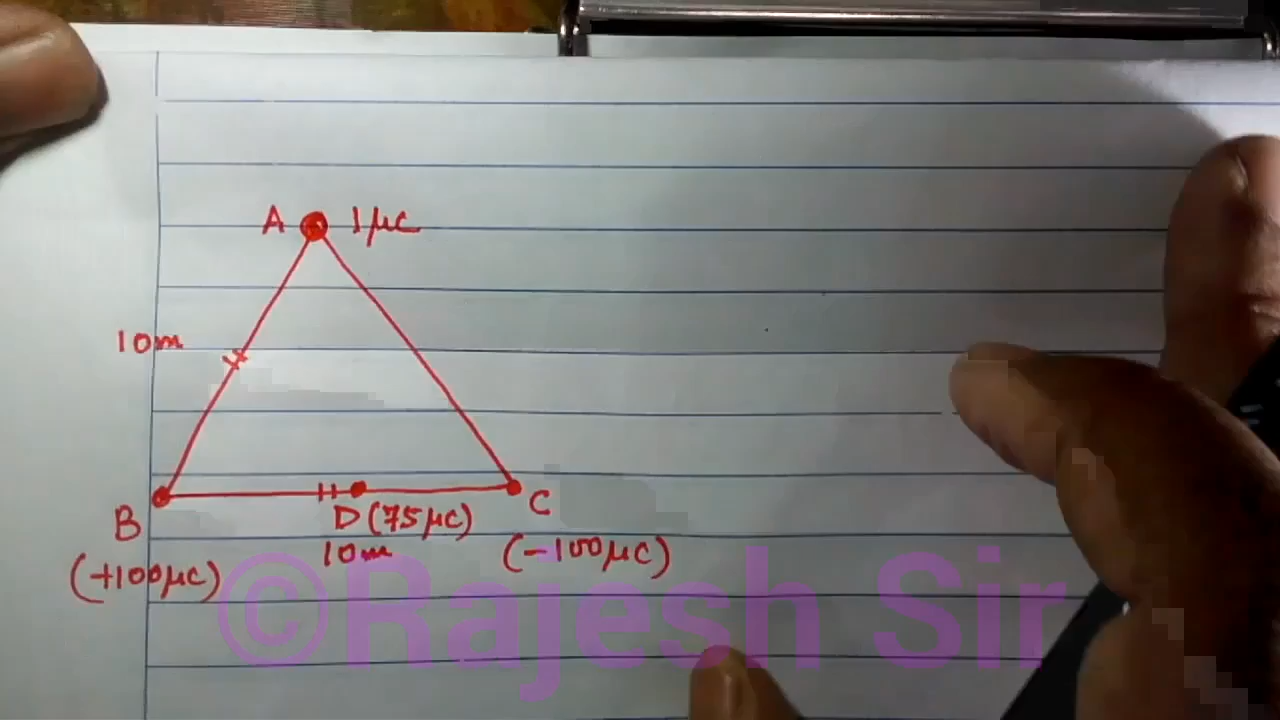 A 1μc
10m
B
D (75μc)
C
10m
(+100μc)
(-100μc)
©Rajesh Sir